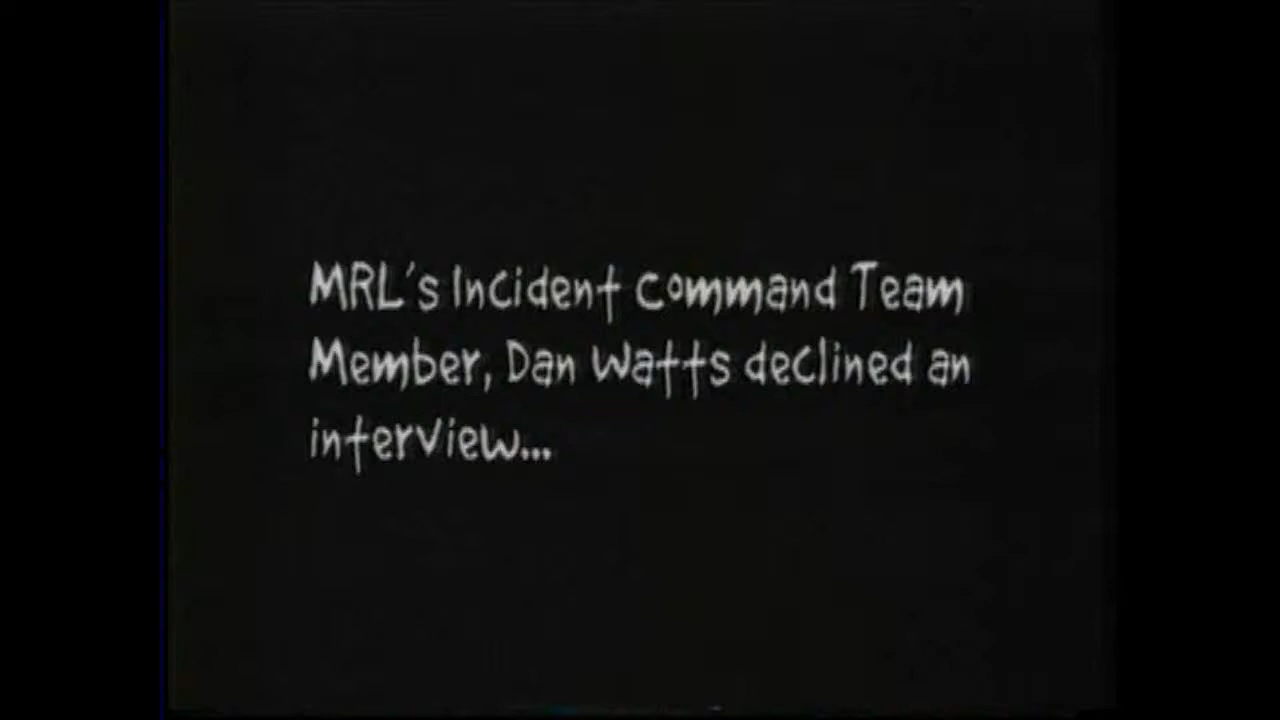 MRL's Incident Command Team
Member, Dan Watts declined an
interview...